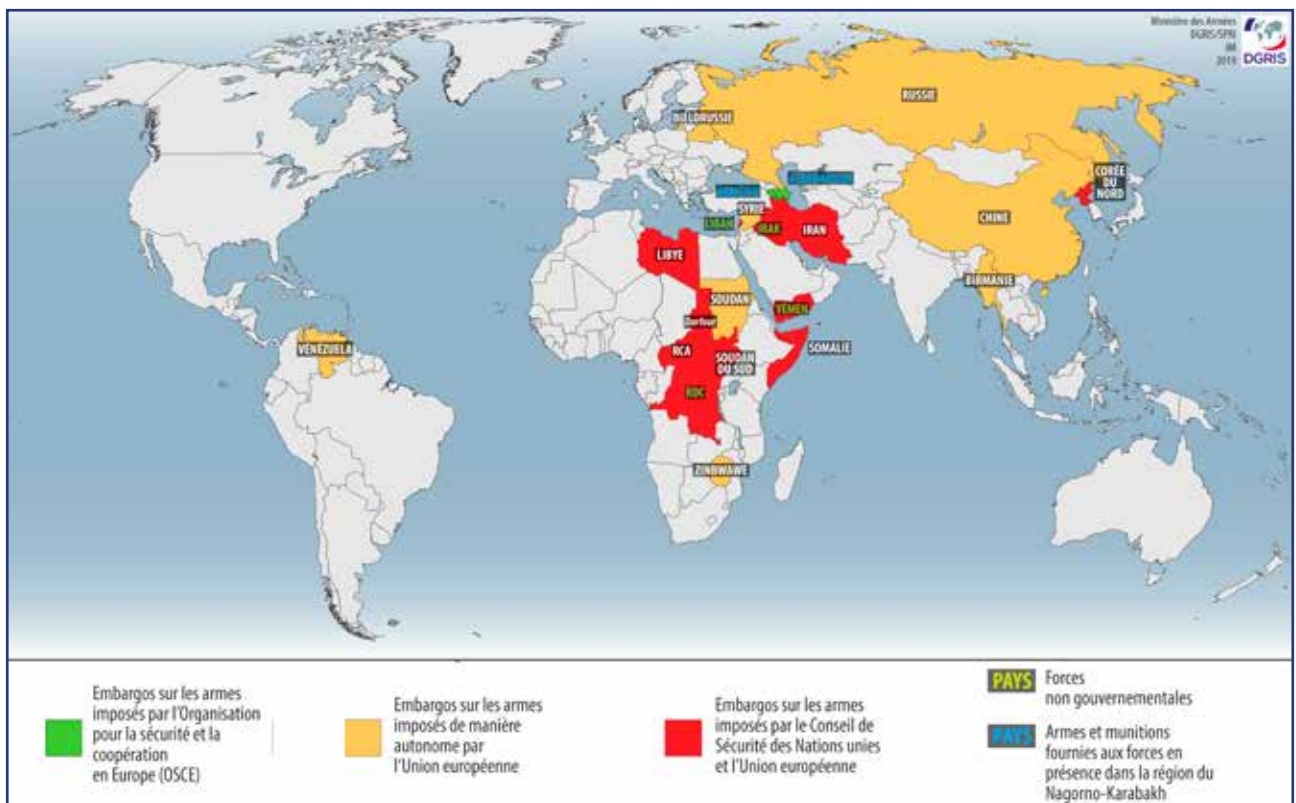 Ministère des Armées
DGRIS/SPRI
2019
DGRIS
RUSSIE
BIÉLORUSSIE
CORÉE
DU
NORD
SYRIE
CHINE
LIBAN
IRAK
IRAN
LIBYE
BIRMANIE
SOUDAN
YÉMEN
Darfour
VENEZUELA
RCA
SOUDAN
DU SUD
SOMALIE
RDC
ZINBWAWE
Embargos sur les armes
imposés par l'Organisation
pour la sécurité et la
coopération
en Europe (OSCE)
Embargos sur les armes
imposés de manière
autonome par
l'Union européenne
Embargos sur les armes
imposés par le Conseil de
Sécurité des Nations unies
et l'Union européenne
PAYS
Forces
non gouvernementales
PAYS
Armes et munitions
fournies aux forces en
présence dans la région du
Nagorno-Karabakh